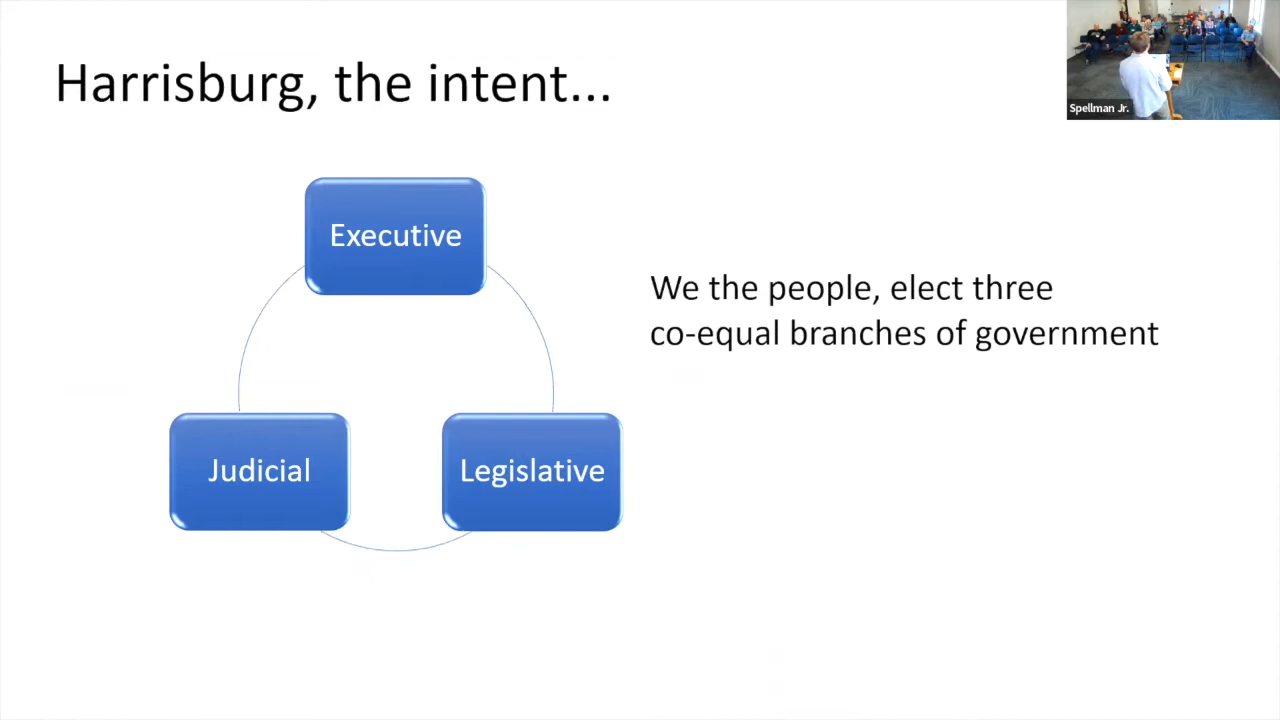 Harrisburg, the intent...
Spellman Jr.
Executive
We the people, elect three
co-equal branches of government
Judicial
Legislative